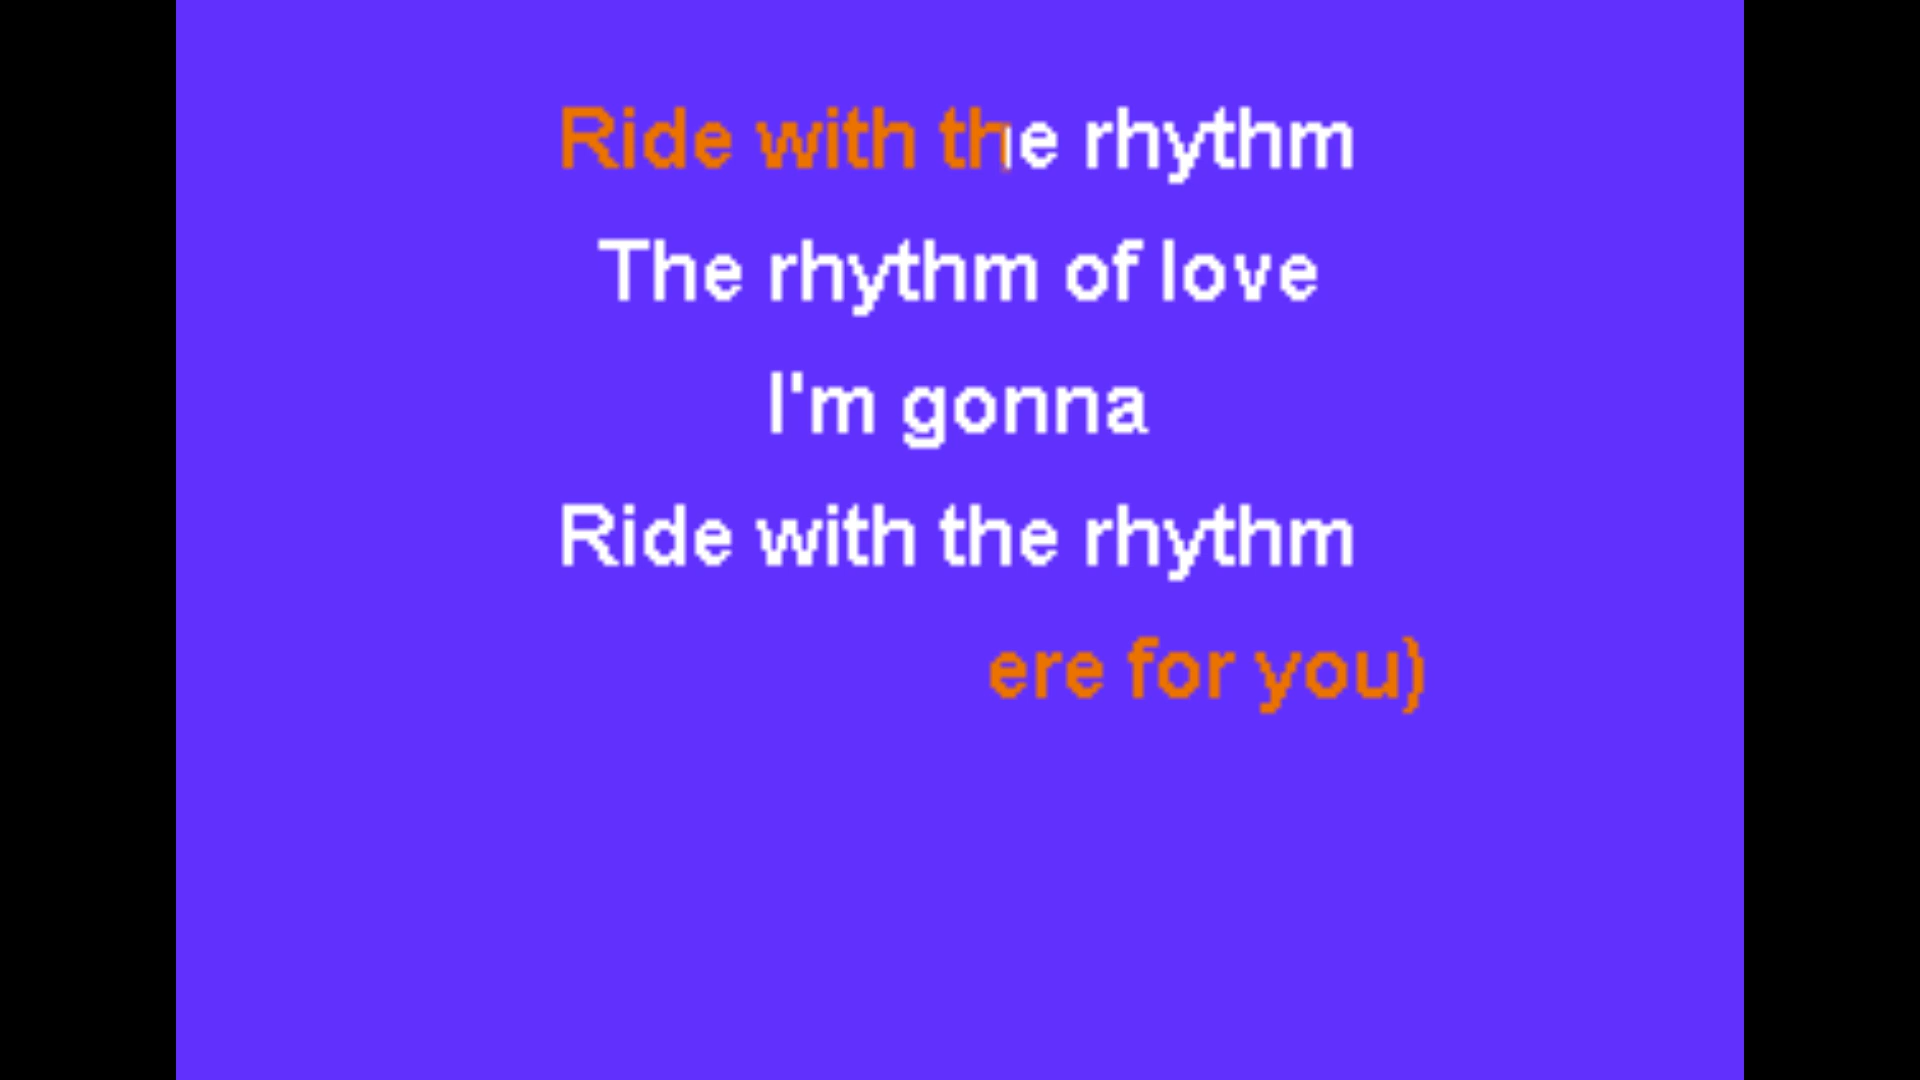 Ride with the rhythm
The rhythm of love
I'm gonna
Ride with the rhythm
ere for you)